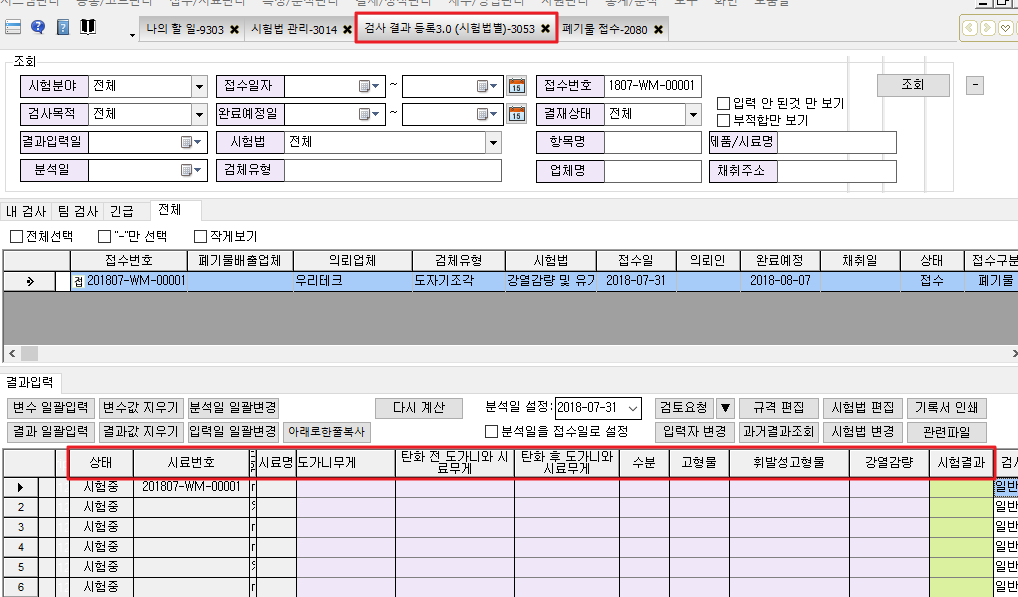 나의 할 일-9303 시험법 관리-3014 검사 결과 등록3.0 (시험법별)-3053 폐기물 접수-2080
조회
시험분야 전체 접수일자 ~ 15 접수번호 1807-WM-00001 조회 -
검사목적 전체 완료예정일 ~ 15 결재상태 전체 입력 안 된것 만 보기
부적합만 보기
결과입력일 시험법 전체 항목명 제품/시료명
분석일 검체유형 업체명 채취주소
내 검사 팀 검사 긴급 전체
전체선택 "-"만 선택 작게보기
접수번호 폐기물배출업체 의뢰업체 검체유형 시험법 접수일 의뢰인 완료예정 채취일 상태 접수구분
접 201807-WM-00001 우리테크 도자기조각 강열감량 및 유기 2018-07-31 2018-08-07 접수 폐기물
결과입력
변수 일괄입력 변수값 지우기 분석일 일괄변경 다시 계산 분석일 설정: 2018-07-31 검토요청 ▼ 규격 편집 시험법 편집 기록서 인쇄
결과 일괄입력 결과값 지우기 입력일 일괄변경 아래로한꺼번복사 분석일을 접수일로 설정 입력자 변경 과거결과조회 시험법 변경 관련파일
상태 시료번호 시료명 도가니무게 탄화 전 도가니와 시료무게 탄화 후 도가니와 시료무게 수분 고형물 휘발성고형물 강열감량 시험결과 검사
시험중 201807-WM-00001 일반
2 시험중 일반
3 시험중 일반
4 시험중 일반
5 시험중 일반
6 시험중 일반